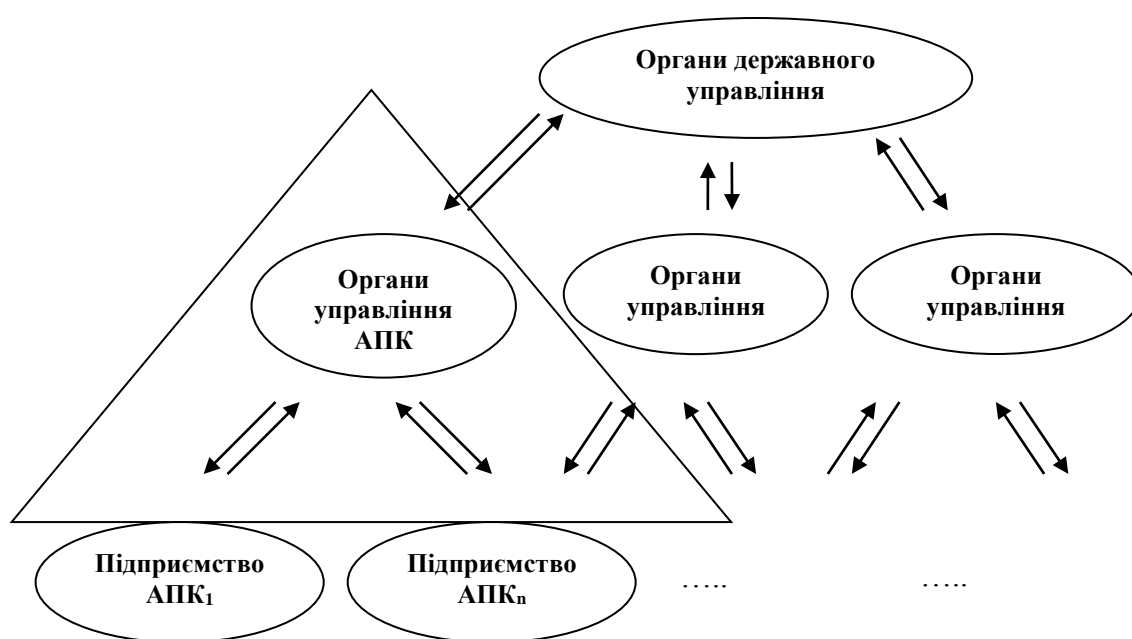 Органи державного
управління
Органи
управління
АПК
Органи
управління
Органи
управління
Підприємство
АПК₁
Підприємство
АПКₙ
…..
…..